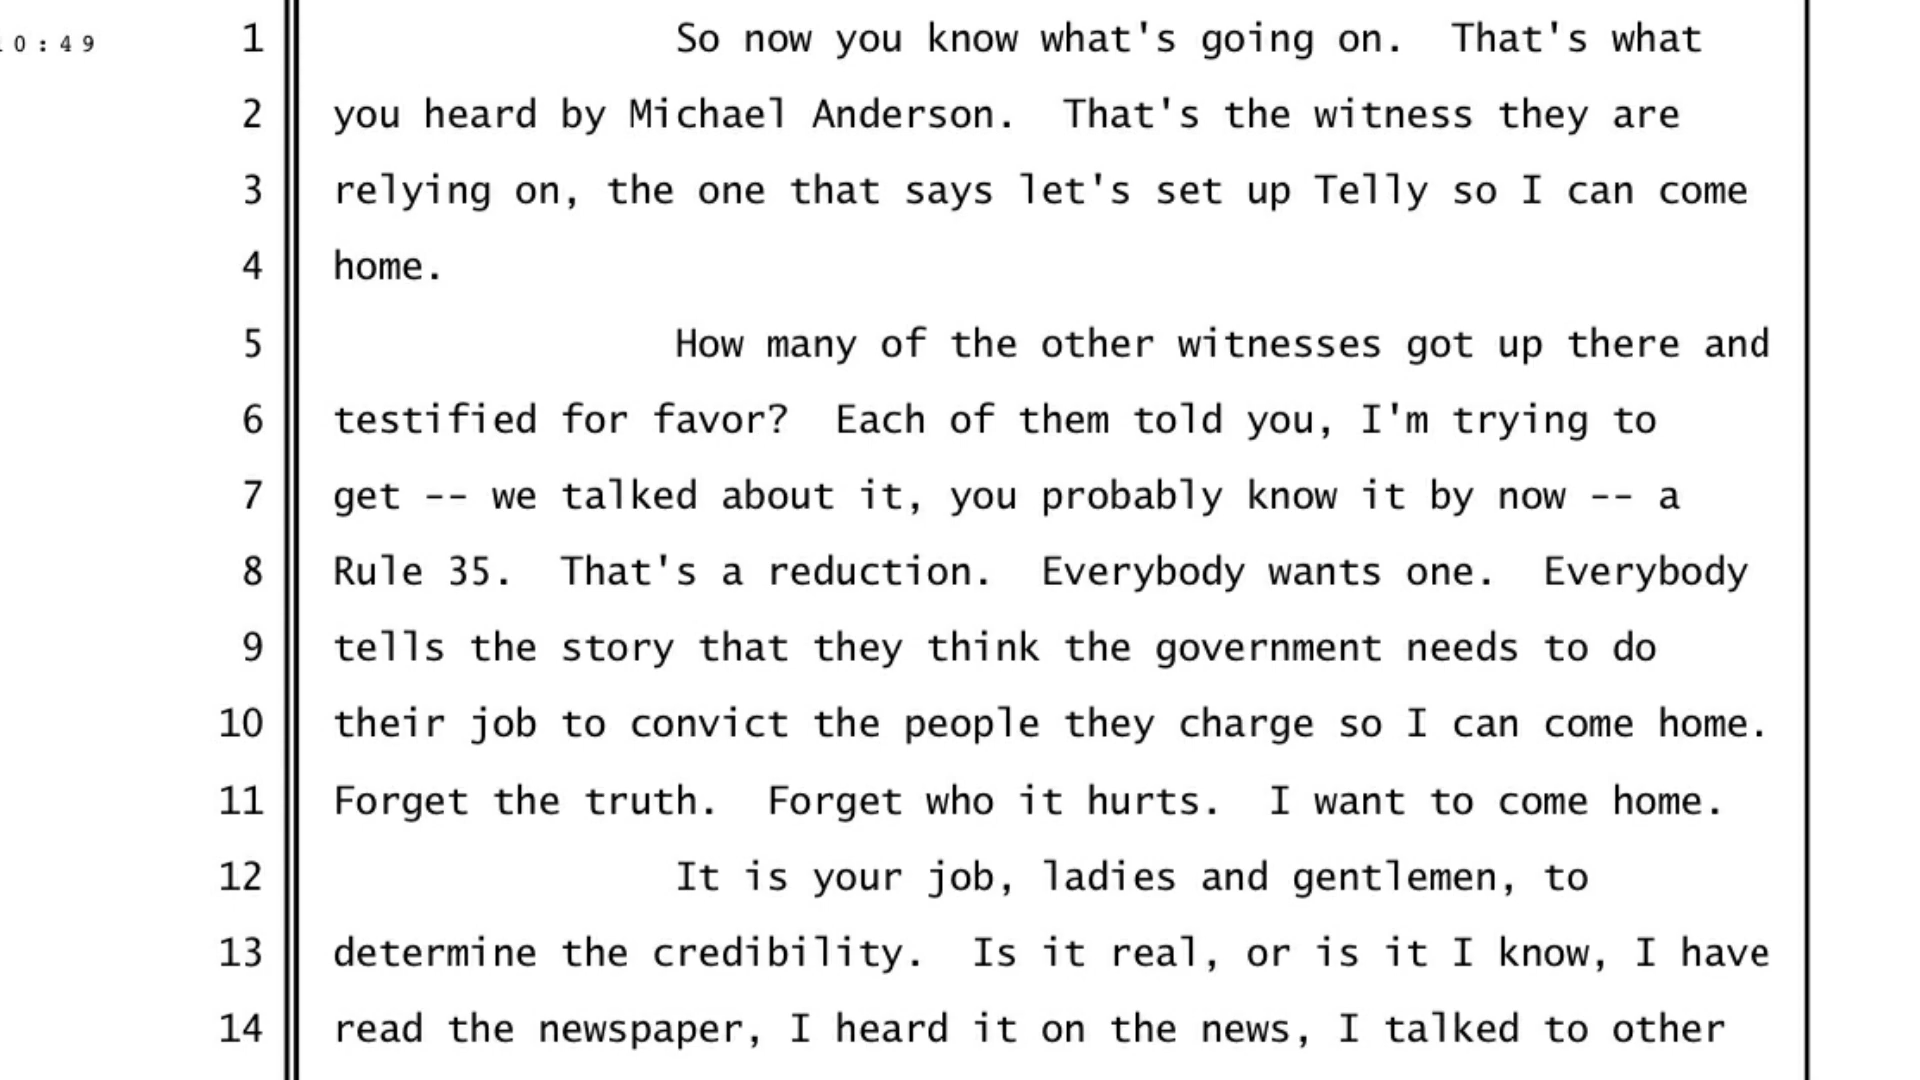 10:49 1 So now you know what's going on. That's what
2 you heard by Michael Anderson. That's the witness they are
3 relying on, the one that says let's set up Telly so I can come
4 home.
5 How many of the other witnesses got up there and
6 testified for favor? Each of them told you, I'm trying to
7 get -- we talked about it, you probably know it by now -- a
8 Rule 35. That's a reduction. Everybody wants one. Everybody
9 tells the story that they think the government needs to do
10 their job to convict the people they charge so I can come home.
11 Forget the truth. Forget who it hurts. I want to come home.
12 It is your job, ladies and gentlemen, to
13 determine the credibility. Is it real, or is it I know, I have
14 read the newspaper, I heard it on the news, I talked to other